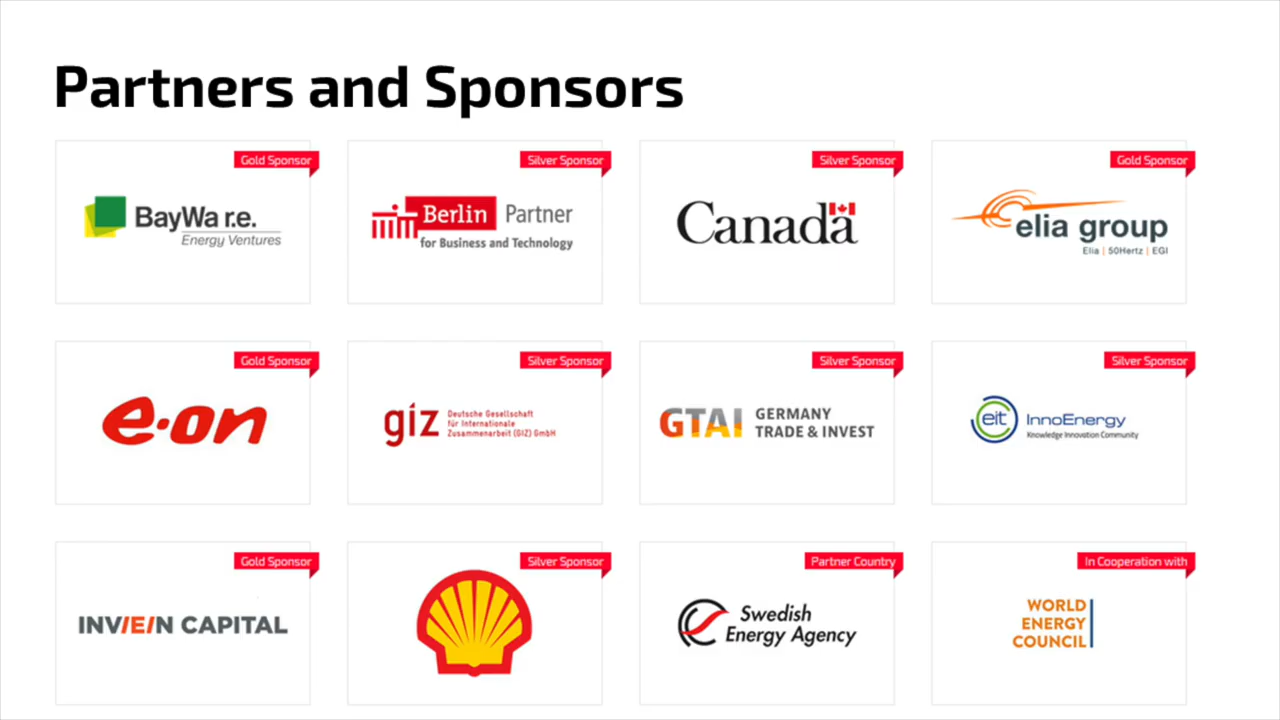 Partners and Sponsors
Gold Sponsor
BayWa r.e.
Energy Ventures
Silver Sponsor
Berlin Partner
for Business and Technology
Silver Sponsor
Canada
Gold Sponsor
elia group
Elia | 50Hertz | EGI
Gold Sponsor
e·on
Silver Sponsor
giz
Deutsche Gesellschaft
für Internationale
Zusammenarbeit (GIZ) GmbH
Silver Sponsor
GTAI
GERMANY
TRADE & INVEST
Silver Sponsor
eit
InnoEnergy
Knowledge Innovation Community
Gold Sponsor
INV/E/N CAPITAL
Silver Sponsor
Partner Country
Swedish
Energy Agency
In Cooperation with
WORLD
ENERGY
COUNCIL